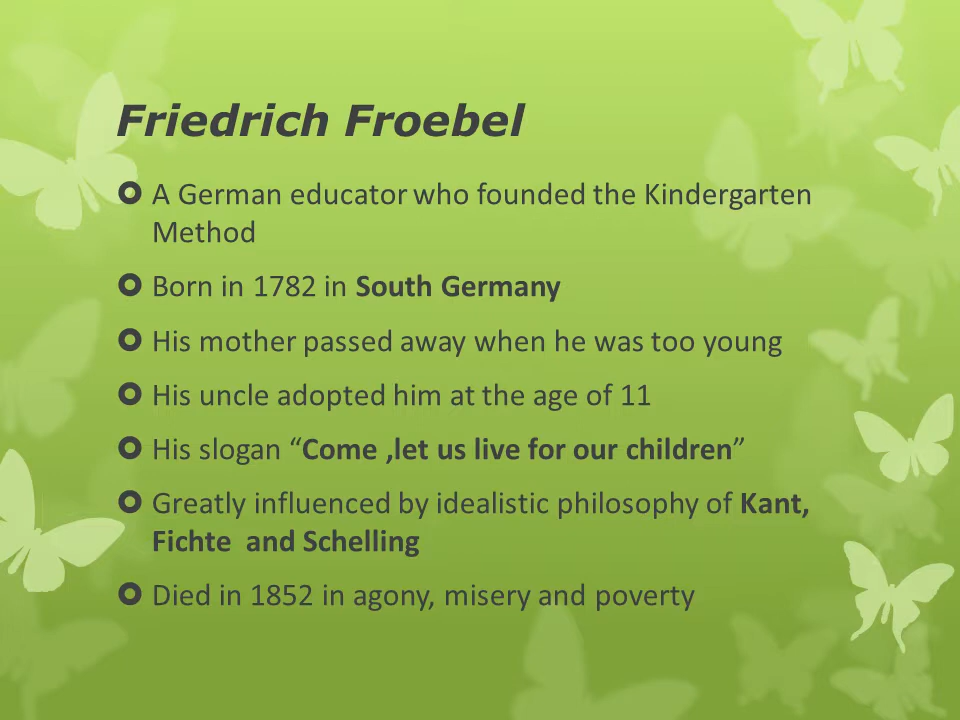 Friedrich Froebel
A German educator who founded the Kindergarten
Method
Born in 1782 in South Germany
His mother passed away when he was too young
His uncle adopted him at the age of 11
His slogan “Come ,let us live for our children”
Greatly influenced by idealistic philosophy of Kant,
Fichte  and Schelling
Died in 1852 in agony, misery and poverty